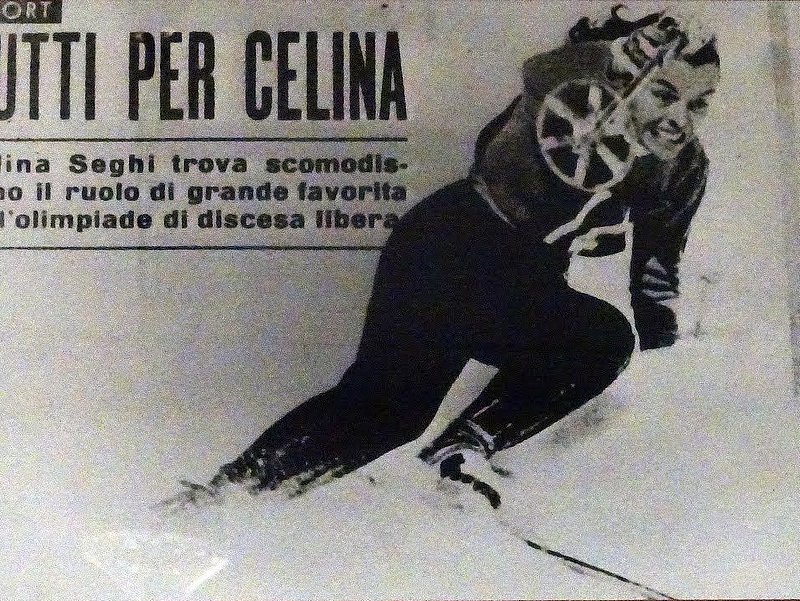 ORT
UTTI PER CELINA
lina Seghi trova scomodis-
mo il ruolo di grande favorita
l'olimpiade di discesa libera